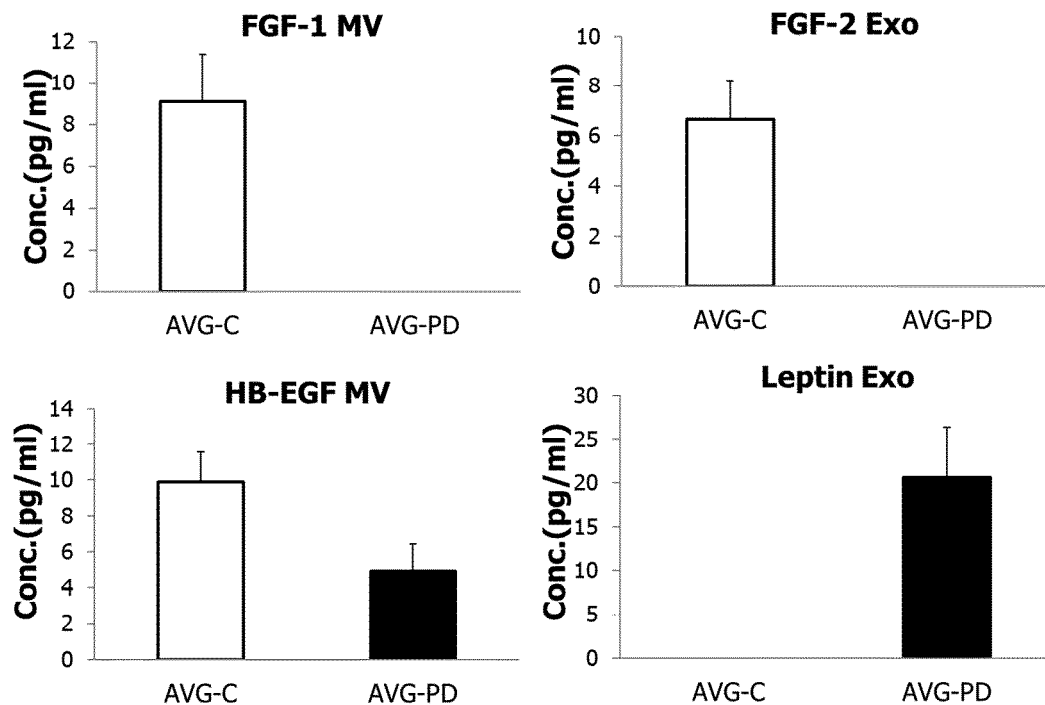 FGF-1 MV
Conc.(pg/ml)
12
10
8
6
4
2
0
AVG-C AVG-PD
FGF-2 Exo
Conc.(pg/ml)
10
8
6
4
2
0
AVG-C AVG-PD
HB-EGF MV
Conc.(pg/ml)
14
12
10
8
6
4
2
0
AVG-C AVG-PD
Leptin Exo
Conc.(pg/ml)
30
25
20
15
10
5
0
AVG-C AVG-PD